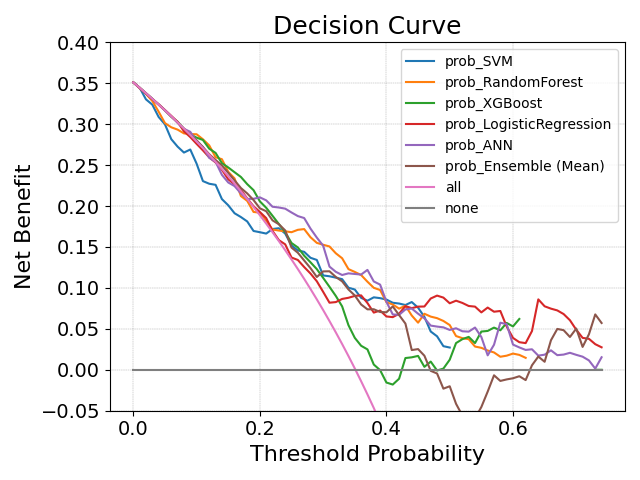 Decision Curve
0.40
0.35
0.30
0.25
0.20
0.15
0.10
0.05
0.00
−0.05
Net Benefit
prob_SVM
prob_RandomForest
prob_XGBoost
prob_LogisticRegression
prob_ANN
prob_Ensemble (Mean)
all
none
0.0 0.2 0.4 0.6
Threshold Probability